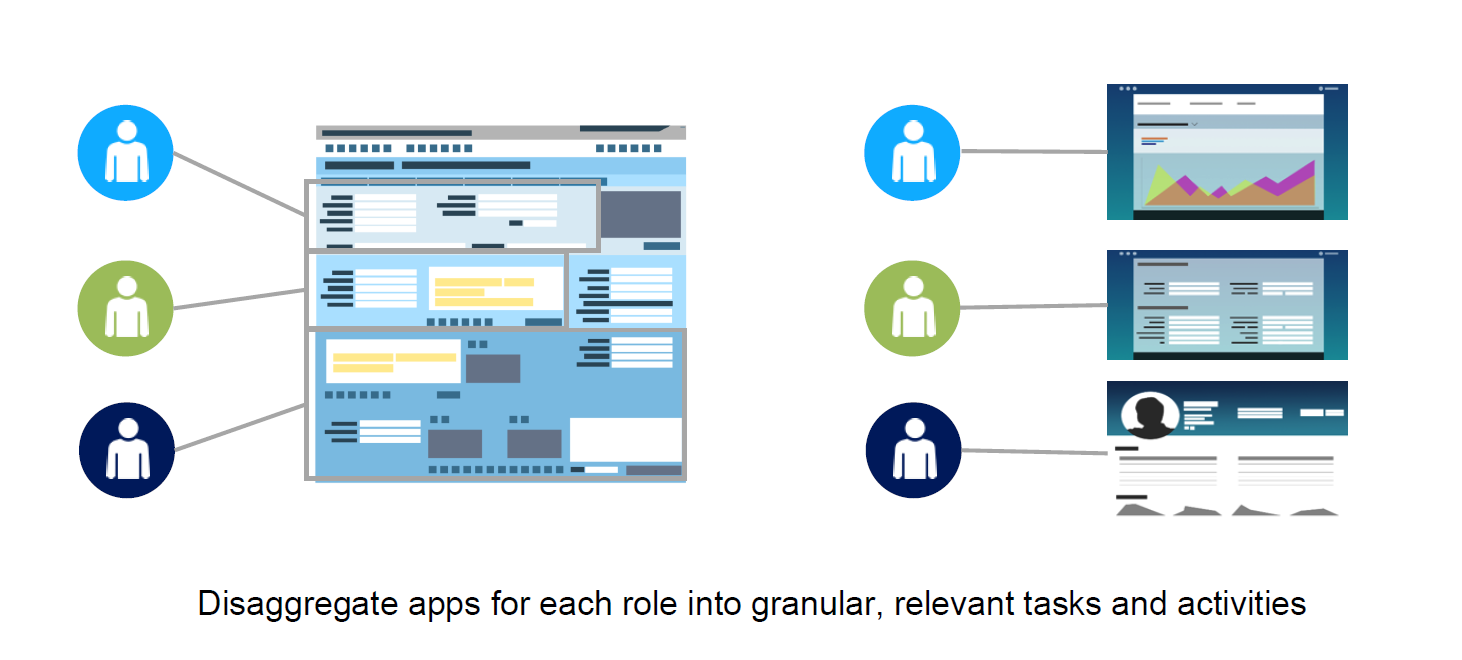 Disaggregate apps for each role into granular, relevant tasks and activities